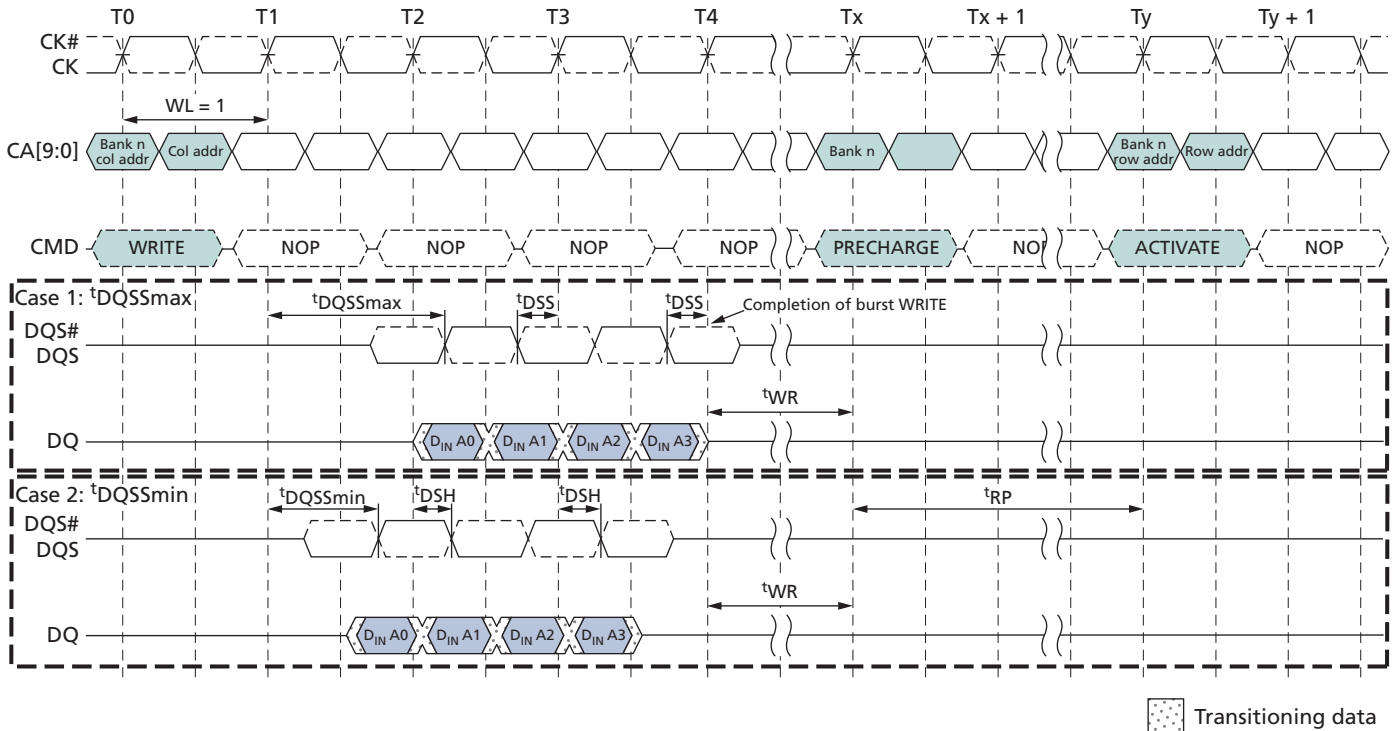 T0 T1 T2 T3 T4 Tx Tx + 1 Ty Ty + 1
CK#
CK
WL = 1
CA[9:0] Bank n col addr Col addr Bank n Bank n row addr Row addr
CMD WRITE NOP NOP NOP NOP PRECHARGE NOP ACTIVATE NOP
Case 1: tDQSSmax
tDQSSmax tDSS tDSS Completion of burst WRITE
DQS#
DQS
tWR
DQ DIN A0 DIN A1 DIN A2 DIN A3
Case 2: tDQSSmin
tDQSSmin tDSH tDSH tRP
DQS#
DQS
tWR
DQ DIN A0 DIN A1 DIN A2 DIN A3
Transitioning data